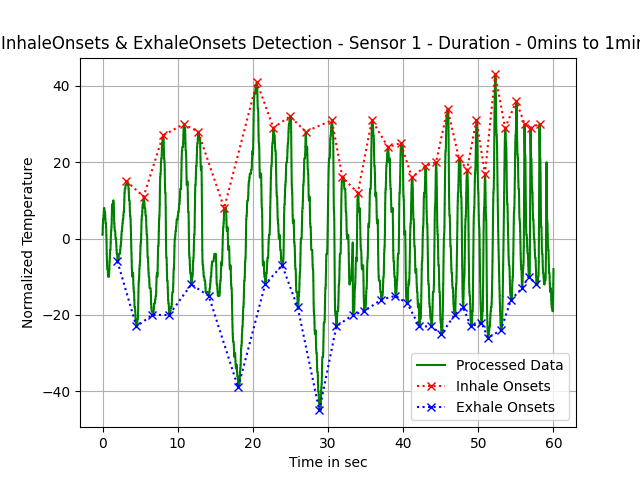 InhaleOnsets & ExhaleOnsets Detection - Sensor 1 - Duration - 0mins to 1mi
Normalized Temperature
40
20
0
−20
−40
Processed Data
Inhale Onsets
Exhale Onsets
0 10 20 30 40 50 60
Time in sec